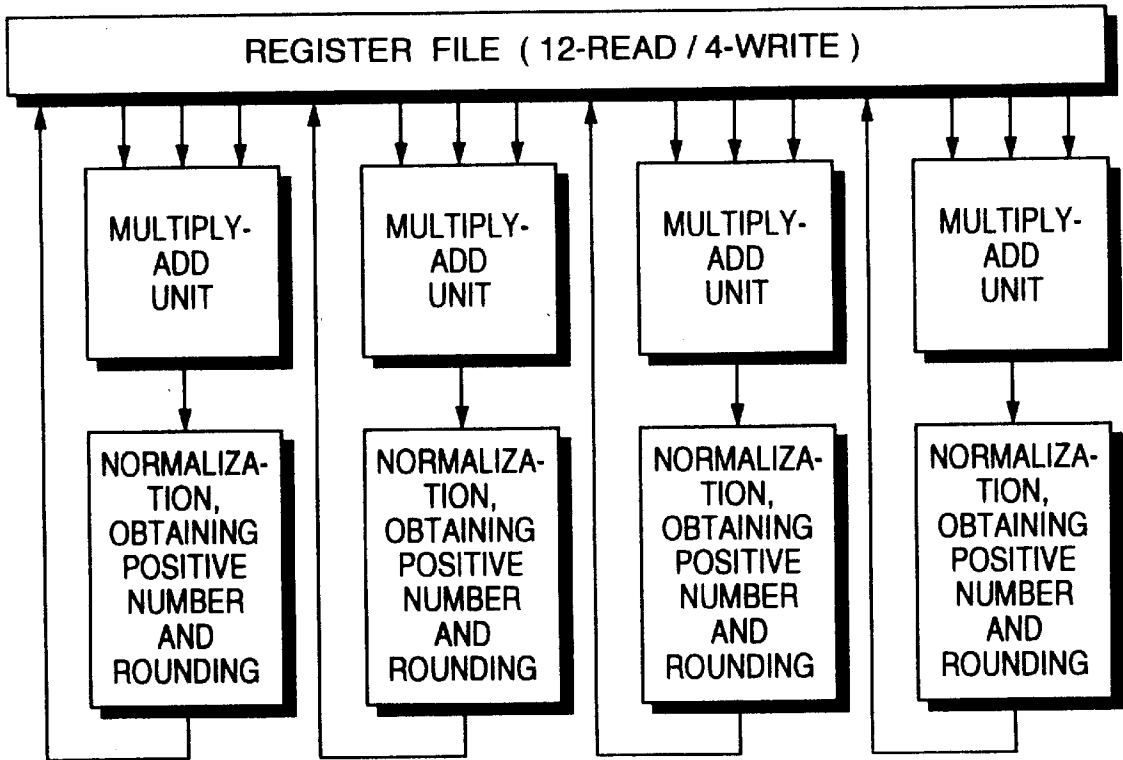 REGISTER FILE ( 12-READ / 4-WRITE )
MULTIPLY-
ADD
UNIT
MULTIPLY-
ADD
UNIT
MULTIPLY-
ADD
UNIT
MULTIPLY-
ADD
UNIT
NORMALIZA-
TION,
OBTAINING
POSITIVE
NUMBER
AND
ROUNDING
NORMALIZA-
TION,
OBTAINING
POSITIVE
NUMBER
AND
ROUNDING
NORMALIZA-
TION,
OBTAINING
POSITIVE
NUMBER
AND
ROUNDING
NORMALIZA-
TION,
OBTAINING
POSITIVE
NUMBER
AND
ROUNDING